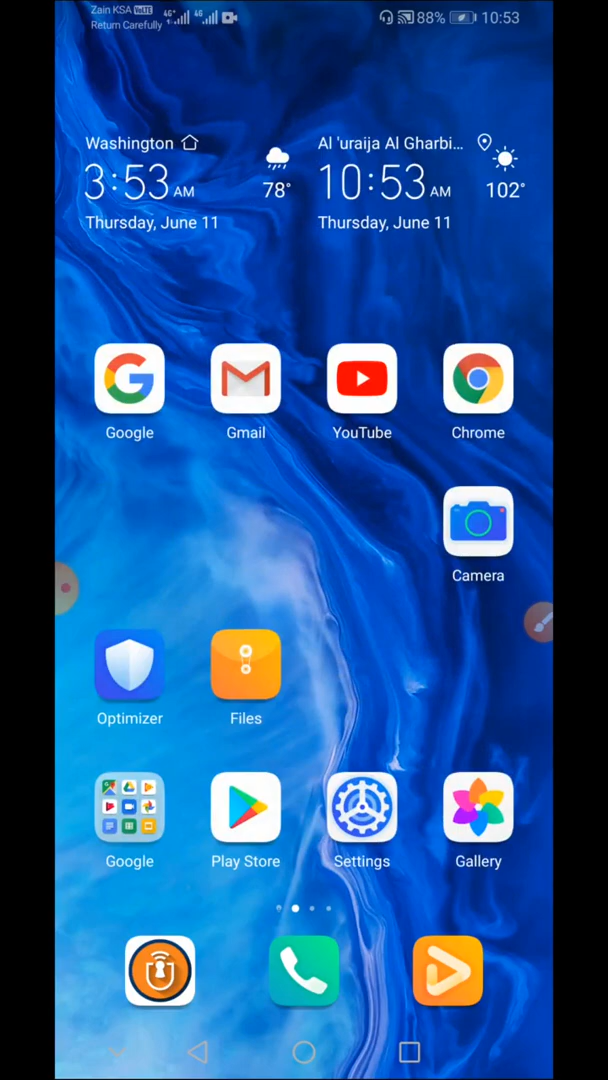 Zain KSA VoLTE
Return Carefully
4G+ 4G
88% 10:53
Washington
3:53 AM
78°
Thursday, June 11
Al 'uraija Al Gharbi...
10:53 AM
102°
Thursday, June 11
Google
Gmail
YouTube
Chrome
Camera
Optimizer
Files
Google
Play Store
Settings
Gallery